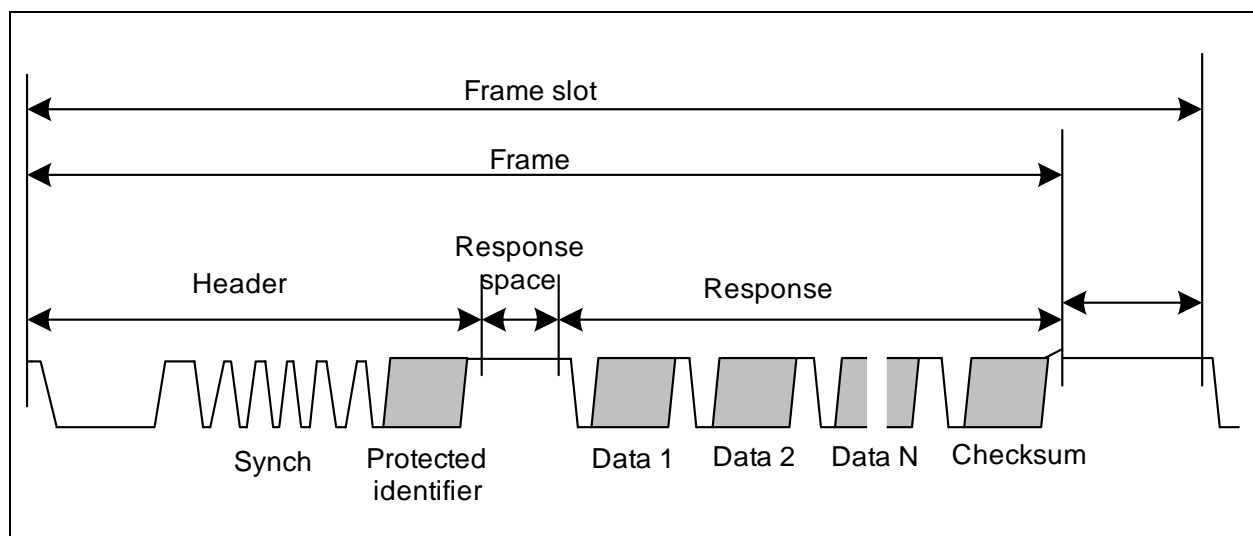 Frame slot
Frame
Header
Response
space
Response
Synch
Protected
identifier
Data 1
Data 2
Data N
Checksum